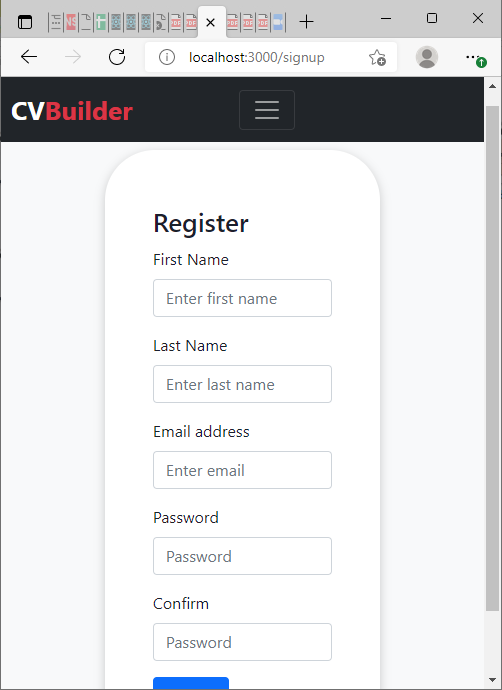 localhost:3000/signup
CVBuilder
Register
First Name
Enter first name
Last Name
Enter last name
Email address
Enter email
Password
Password
Confirm
Password